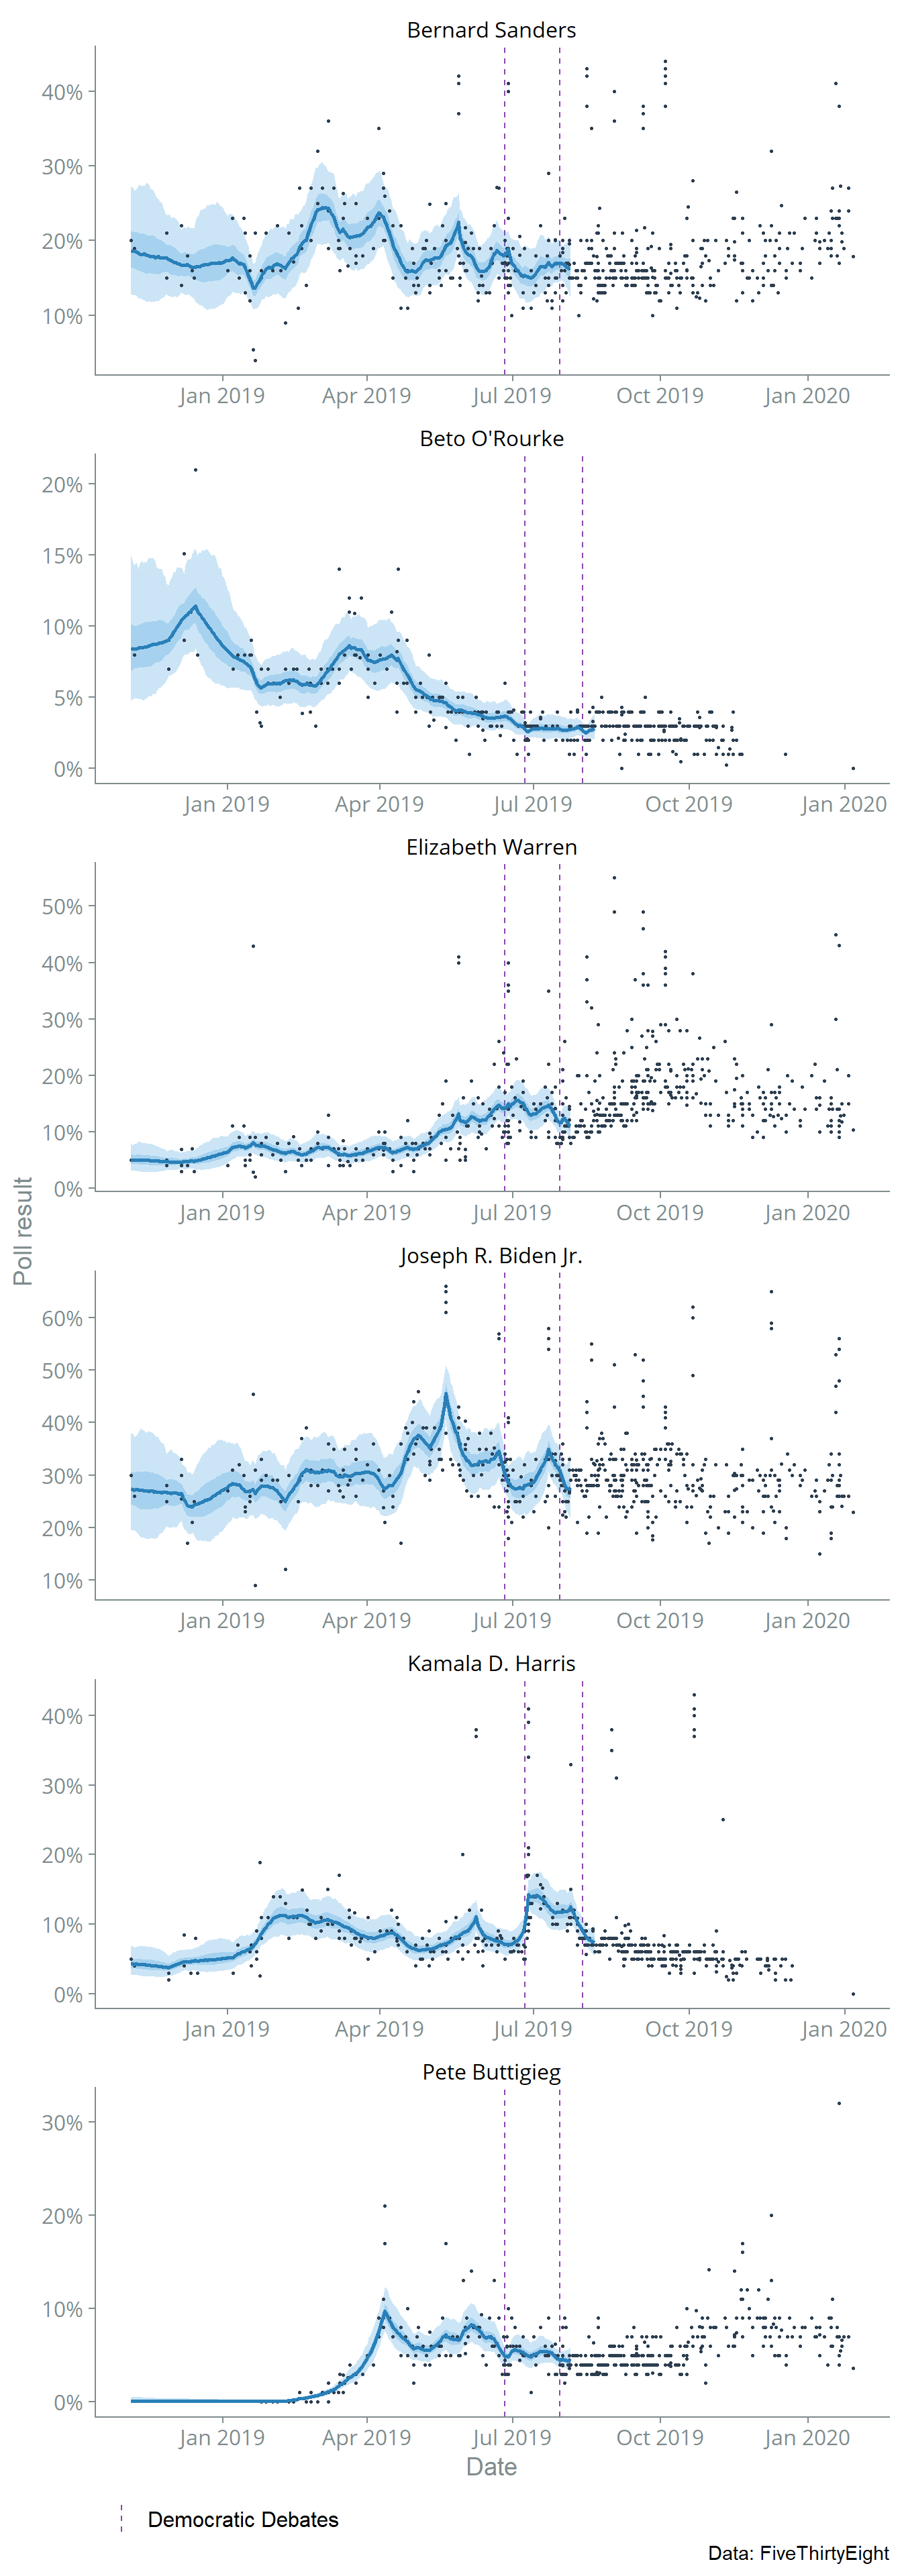 Bernard Sanders
40%
30%
20%
10%
Jan 2019 Apr 2019 Jul 2019 Oct 2019 Jan 2020
Beto O'Rourke
20%
15%
10%
5%
0%
Jan 2019 Apr 2019 Jul 2019 Oct 2019 Jan 2020
Elizabeth Warren
50%
40%
30%
20%
10%
0%
Jan 2019 Apr 2019 Jul 2019 Oct 2019 Jan 2020
Poll result
Joseph R. Biden Jr.
60%
50%
40%
30%
20%
10%
Jan 2019 Apr 2019 Jul 2019 Oct 2019 Jan 2020
Kamala D. Harris
40%
30%
20%
10%
0%
Jan 2019 Apr 2019 Jul 2019 Oct 2019 Jan 2020
Pete Buttigieg
30%
20%
10%
0%
Jan 2019 Apr 2019 Jul 2019 Oct 2019 Jan 2020
Date
Democratic Debates
Data: FiveThirtyEight